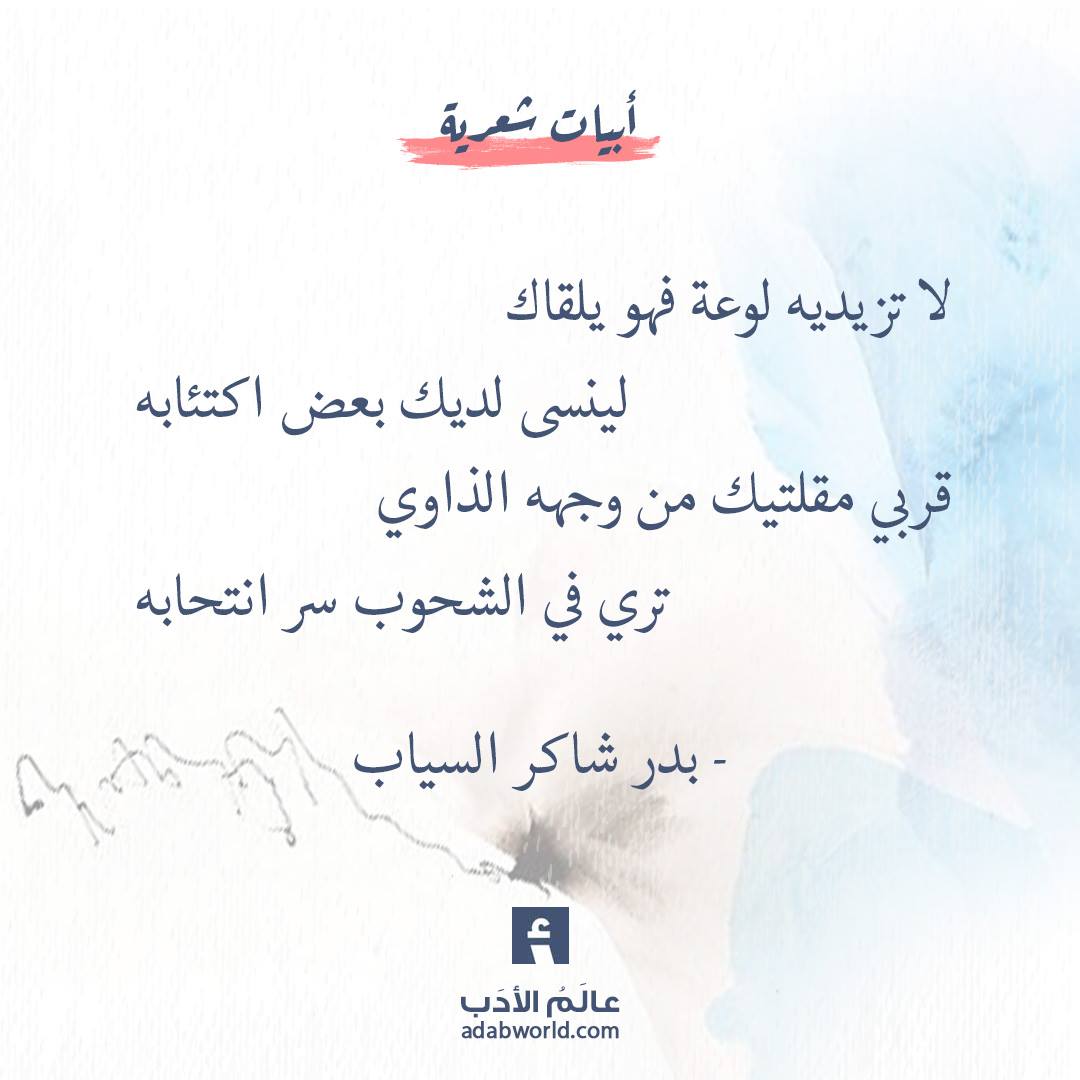 أبيات شعرية
لا تزيديه لوعة فهو يلقاك
لينسى لديك بعض اكتئابه
قربي مقلتيك من وجهه الذاوي
تري في الشحوب سر انتحابه
- بدر شاكر السياب
أ
عالَمُ الأدَب
adabworld.com